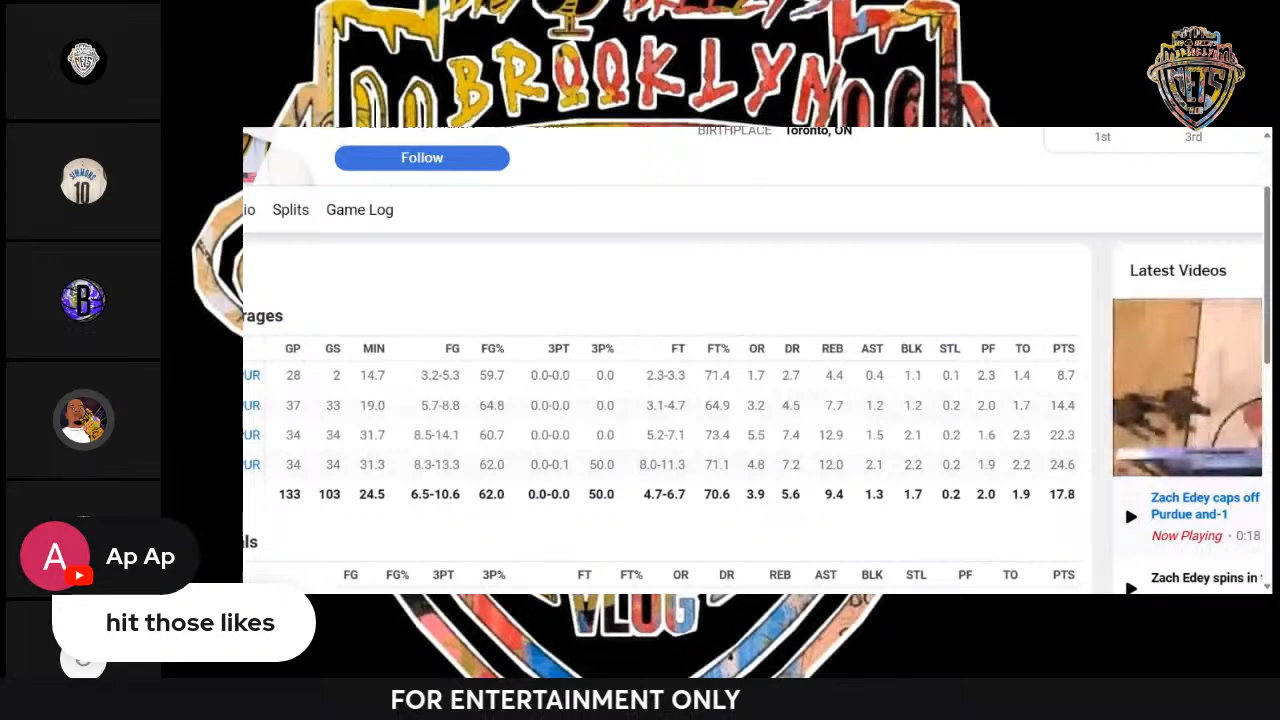 BIG BREEZY'S
BROOKLYN
NETS
BIRTHPLACE Toronto, ON
1st 3rd
Follow
io Splits Game Log
Latest Videos
rages
GP GS MIN FG FG% 3PT 3P% FT FT% OR DR REB AST BLK STL PF TO PTS
UR 28 2 14.7 3.2-5.3 59.7 0.0-0.0 0.0 2.3-3.3 71.4 1.7 2.7 4.4 0.4 1.1 0.1 2.3 1.4 8.7
UR 37 33 19.0 5.7-8.8 64.8 0.0-0.0 0.0 3.1-4.7 64.9 3.2 4.5 7.7 1.2 1.2 0.2 2.0 1.7 14.4
UR 34 34 31.7 8.5-14.1 60.7 0.0-0.0 0.0 5.2-7.1 73.4 5.5 7.4 12.9 1.5 2.1 0.2 1.6 2.3 22.3
UR 34 34 31.3 8.3-13.3 62.0 0.0-0.1 50.0 8.0-11.3 71.1 4.8 7.2 12.0 2.1 2.2 0.2 1.9 2.2 24.6
133 103 24.5 6.5-10.6 62.0 0.0-0.0 50.0 4.7-6.7 70.6 3.9 5.6 9.4 1.3 1.7 0.2 2.0 1.9 17.8
Zach Edey caps off
Purdue and-1
Now Playing · 0:18
als
FG FG% 3PT 3P% FT FT% OR DR REB AST BLK STL PF TO PTS
Zach Edey spins in
SIMMONS
10
B
A Ap Ap
hit those likes
VLOG
FOR ENTERTAINMENT ONLY